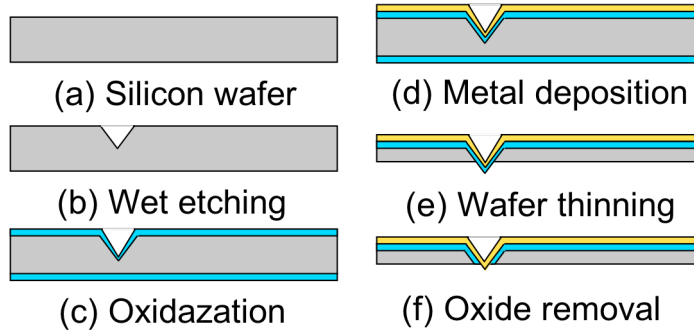 (a) Silicon wafer
(b) Wet etching
(c) Oxidazation
(d) Metal deposition
(e) Wafer thinning
(f) Oxide removal